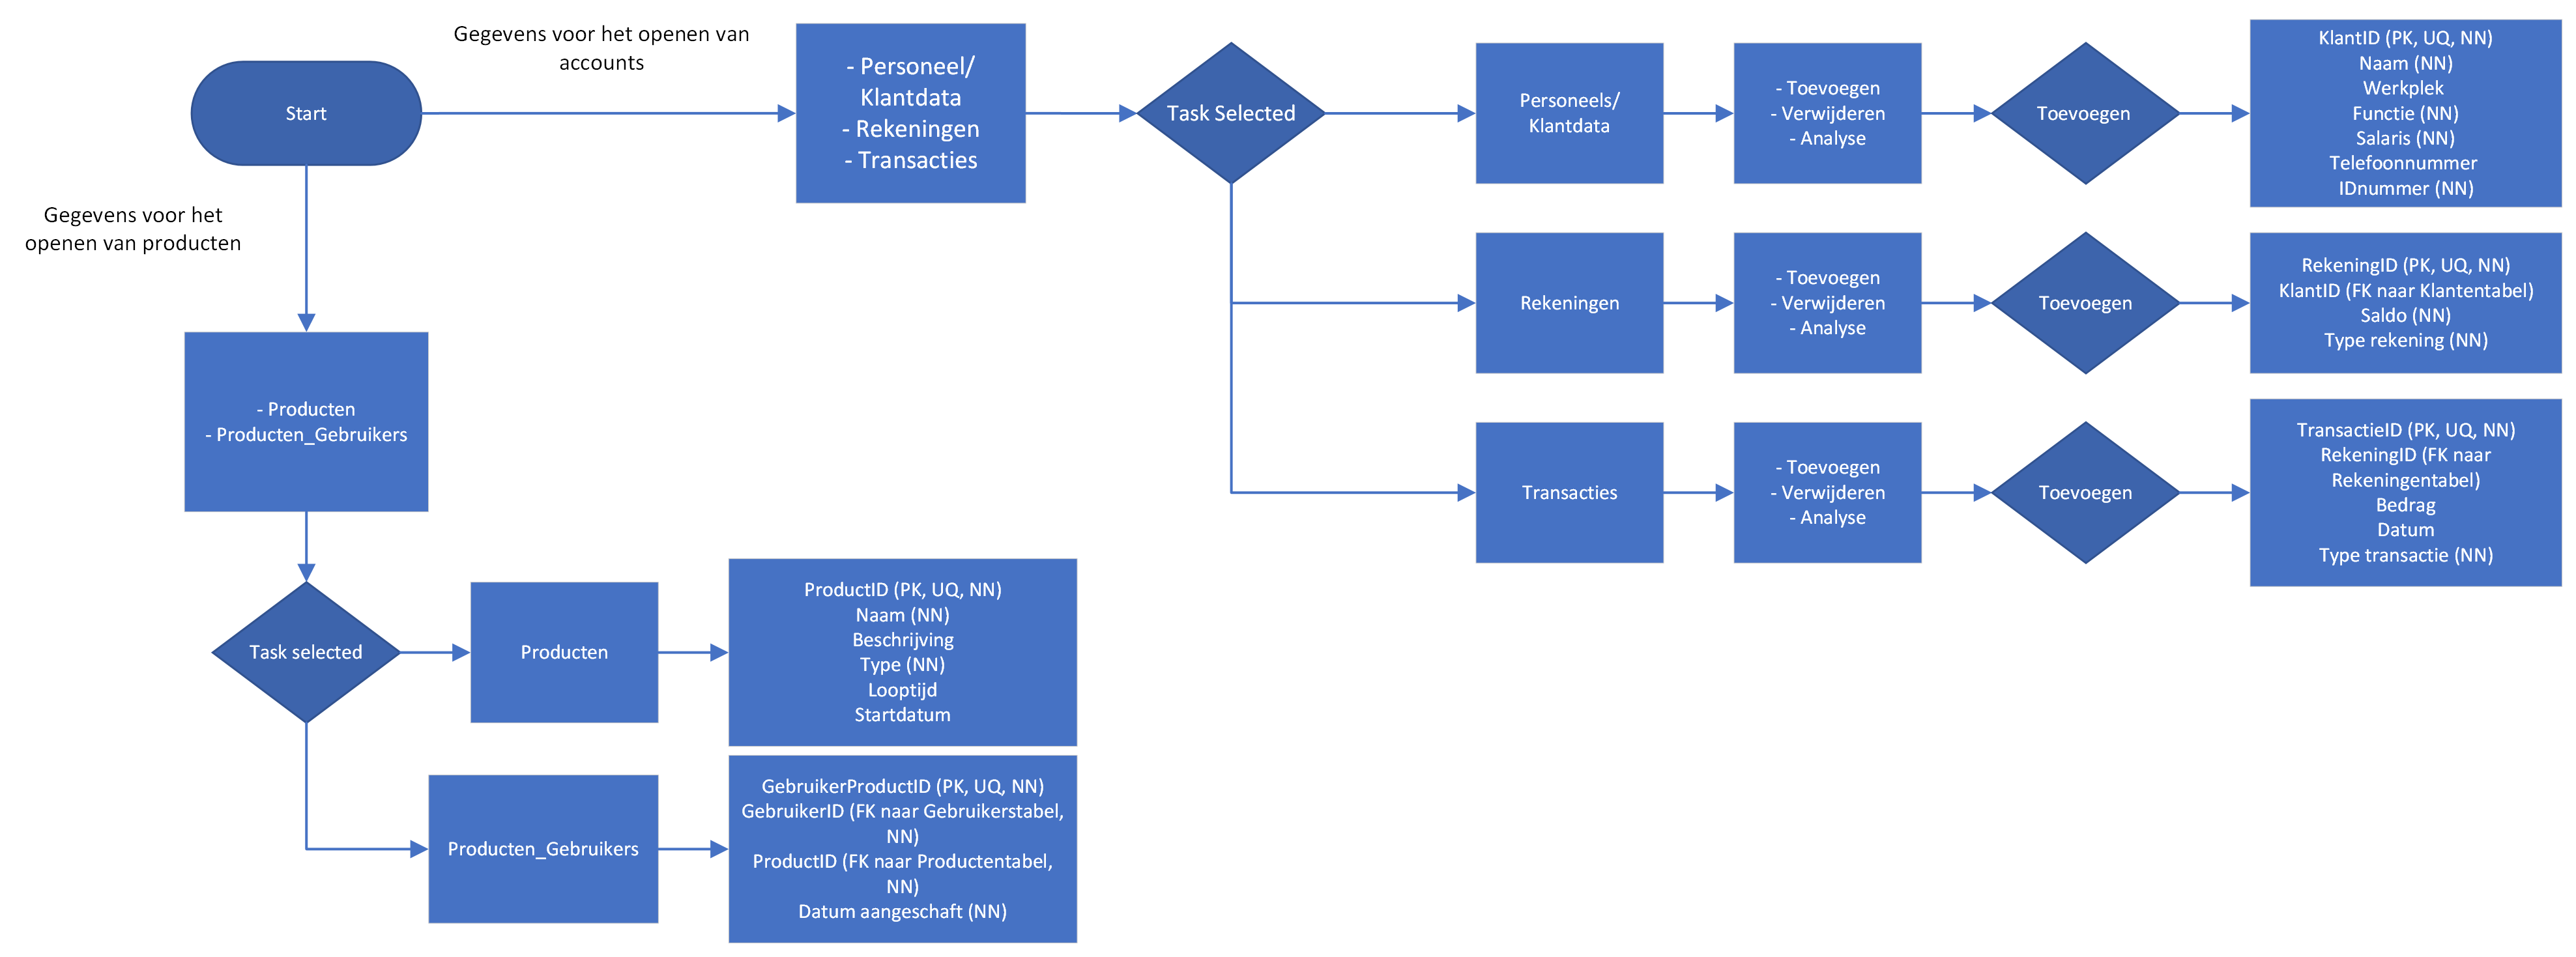 Gegevens voor het openen van
accounts
Start
- Personeel/
Klantdata
- Rekeningen
- Transacties
Task Selected
Personeels/
Klantdata
- Toevoegen
- Verwijderen
- Analyse
Toevoegen
KlantID (PK, UQ, NN)
Naam (NN)
Werkplek
Functie (NN)
Salaris (NN)
Telefoonnummer
IDnummer (NN)
Rekeningen
- Toevoegen
- Verwijderen
- Analyse
Toevoegen
RekeningID (PK, UQ, NN)
KlantID (FK naar Klantentabel)
Saldo (NN)
Type rekening (NN)
Transacties
- Toevoegen
- Verwijderen
- Analyse
Toevoegen
TransactieID (PK, UQ, NN)
RekeningID (FK naar
Rekeningentabel)
Bedrag
Datum
Type transactie (NN)
Gegevens voor het
openen van producten
- Producten
- Producten_Gebruikers
Task selected
Producten
ProductID (PK, UQ, NN)
Naam (NN)
Beschrijving
Type (NN)
Looptijd
Startdatum
Producten_Gebruikers
GebruikerProductID (PK, UQ, NN)
GebruikerID (FK naar Gebruikerstabel,
NN)
ProductID (FK naar Productentabel,
NN)
Datum aangeschaft (NN)